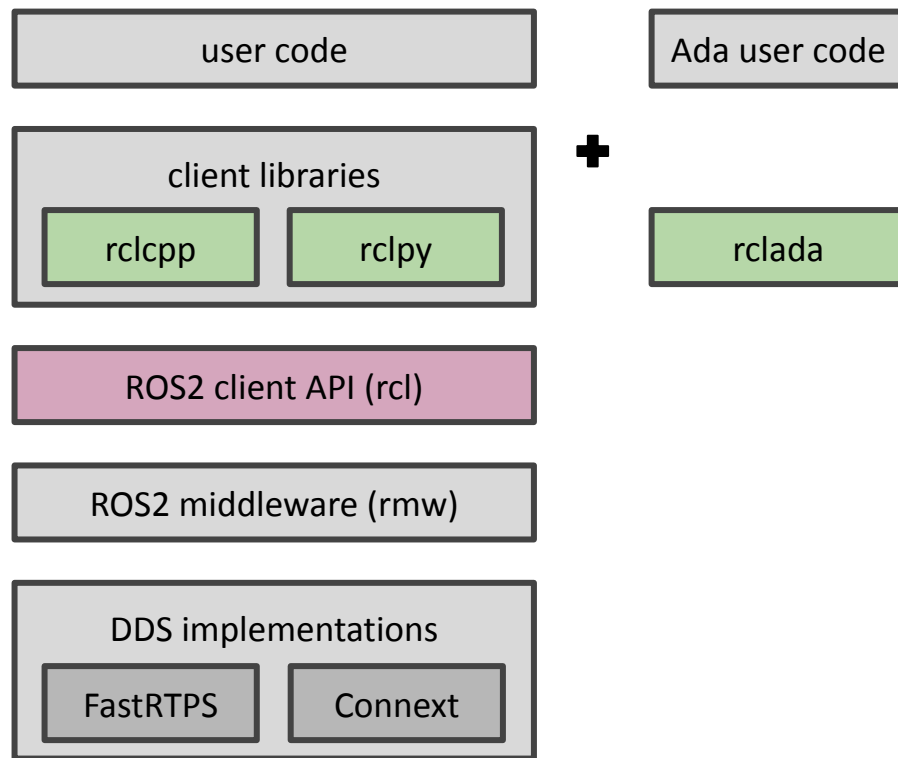 user code
Ada user code
client libraries
rclcpp
rclpy
rclada
ROS2 client API (rcl)
ROS2 middleware (rmw)
DDS implementations
FastRTPS
Connext